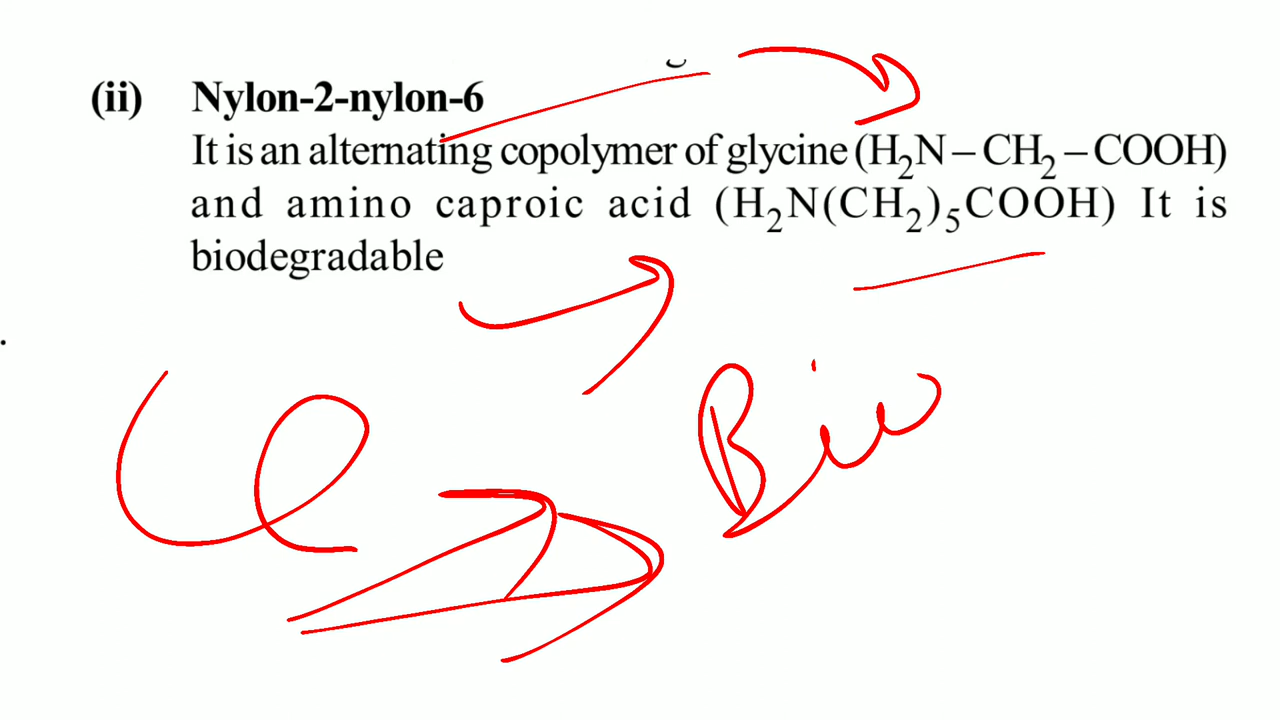 (ii) Nylon-2-nylon-6
It is an alternating copolymer of glycine (H₂N – CH₂ – COOH)
and amino caproic acid (H₂N(CH₂)₅COOH) It is
biodegradable
Bio